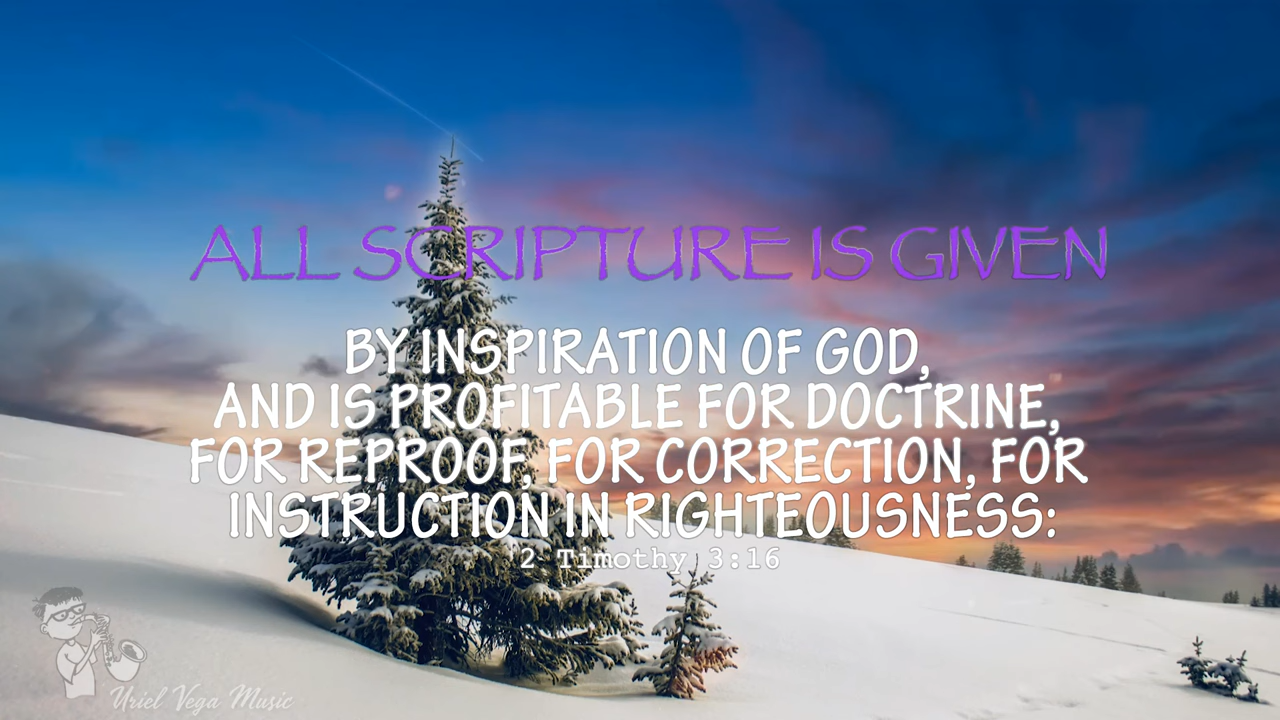 ALL SCRIPTURE IS GIVEN
BY INSPIRATION OF GOD,
AND IS PROFITABLE FOR DOCTRINE,
FOR REPROOF, FOR CORRECTION, FOR
INSTRUCTION IN RIGHTEOUSNESS:
2 Timothy 3:16
Uriel Vega Music